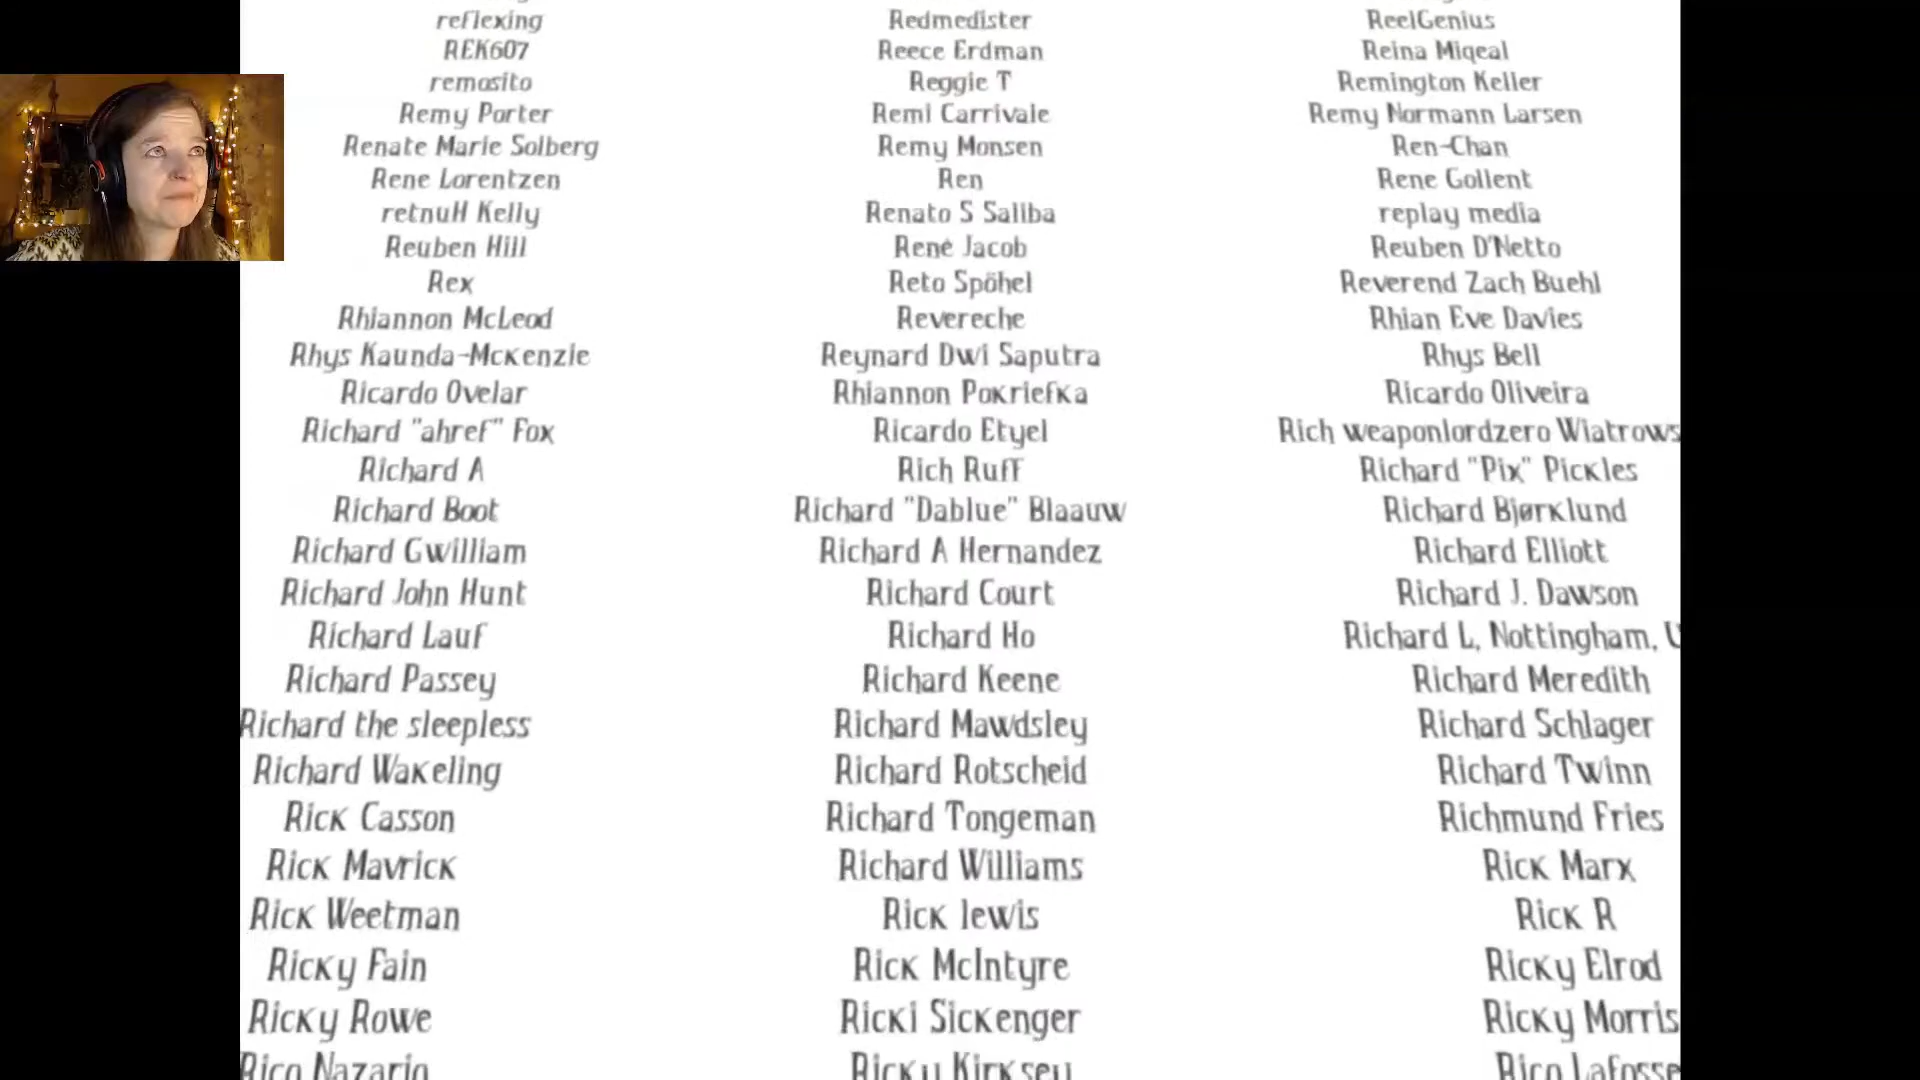 reflexing Redmedister ReelGenius
REK607 Reece Erdman Reina Miqeal
remosito Reggie T Remington Keller
Remy Porter Remi Carrivale Remy Normann Larsen
Renate Marie Solberg Remy Monsen Ren-Chan
Rene Lorentzen Ren Rene Gollent
retnuH Kelly Renato S Saliba replay media
Reuben Hill René Jacob Reuben D'Netto
Rex Reto Spöhel Reverend Zach Buehl
Rhiannon McLeod Revereche Rhian Eve Davies
Rhys Kaunda-Mckenzie Reynard Dwi Saputra Rhys Bell
Ricardo Ovelar Rhiannon Pokriefka Ricardo Oliveira
Richard "ahref" Fox Ricardo Etyel Rich weaponlordzero Wiatrows
Richard A Rich Ruff Richard "Pix" Pickles
Richard Boot Richard "Dablue" Blaauw Richard Bjørklund
Richard Gwilliam Richard A Hernandez Richard Elliott
Richard John Hunt Richard Court Richard J. Dawson
Richard Lauf Richard Ho Richard L, Nottingham, U
Richard Passey Richard Keene Richard Meredith
Richard the sleepless Richard Mawdsley Richard Schlager
Richard Wakeling Richard Rotscheid Richard Twinn
Rick Casson Richard Tongeman Richmund Fries
Rick Mavrick Richard Williams Rick Marx
Rick Weetman Rick lewis Rick R
Ricky Fain Rick McIntyre Ricky Elrod
Ricky Rowe Ricki Sickenger Ricky Morris
Rico Nazario Ricky Kirksey Rico Lafosse